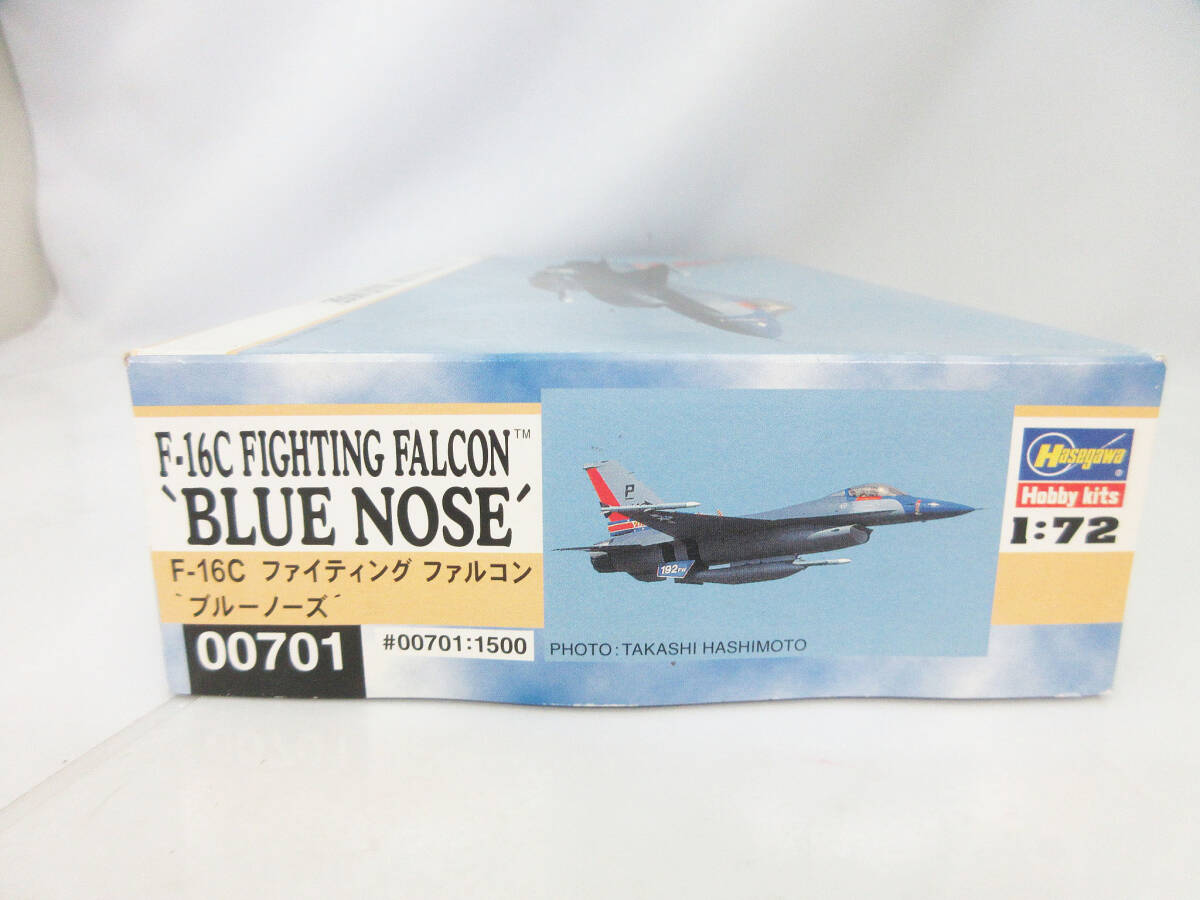 F-16C FIGHTING FALCON™
`BLUE NOSE´
F-16C ファイティング ファルコン
`ブルーノーズ´
00701
#00701:1500
PHOTO:TAKASHI HASHIMOTO
P
192FW
Hasegawa®
Hobby kits
1:72